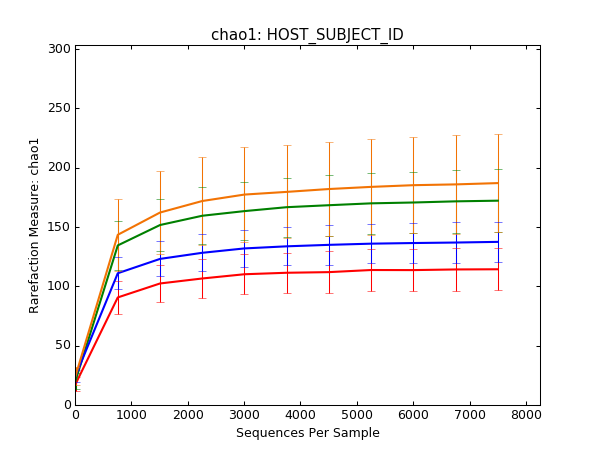 chao1: HOST_SUBJECT_ID
300
250
200
150
100
50
0
Rarefaction Measure: chao1
0 1000 2000 3000 4000 5000 6000 7000 8000
Sequences Per Sample